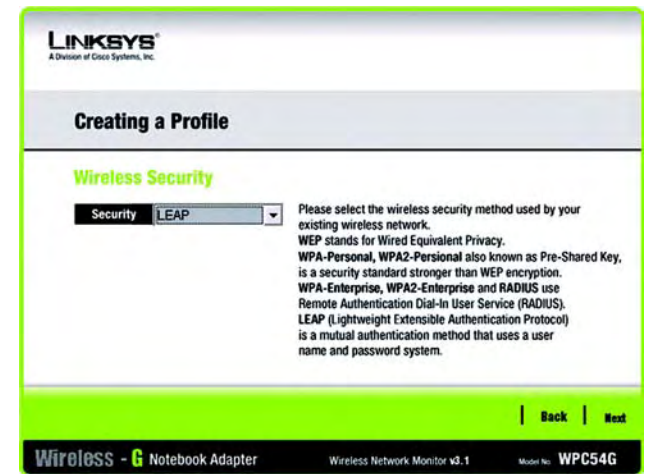 LINKSYS®
A Division of Cisco Systems, Inc.
Creating a Profile
Wireless Security
Security LEAP
Please select the wireless security method used by your
existing wireless network.
WEP stands for Wired Equivalent Privacy.
WPA-Personal, WPA2-Persional also known as Pre-Shared Key,
is a security standard stronger than WEP encryption.
WPA-Enterprise, WPA2-Enterprise and RADIUS use
Remote Authentication Dial-In User Service (RADIUS).
LEAP (Lightweight Extensible Authentication Protocol)
is a mutual authentication method that uses a user
name and password system.
Back Next
Wireless - G Notebook Adapter Wireless Network Monitor v3.1 Model No. WPC54G